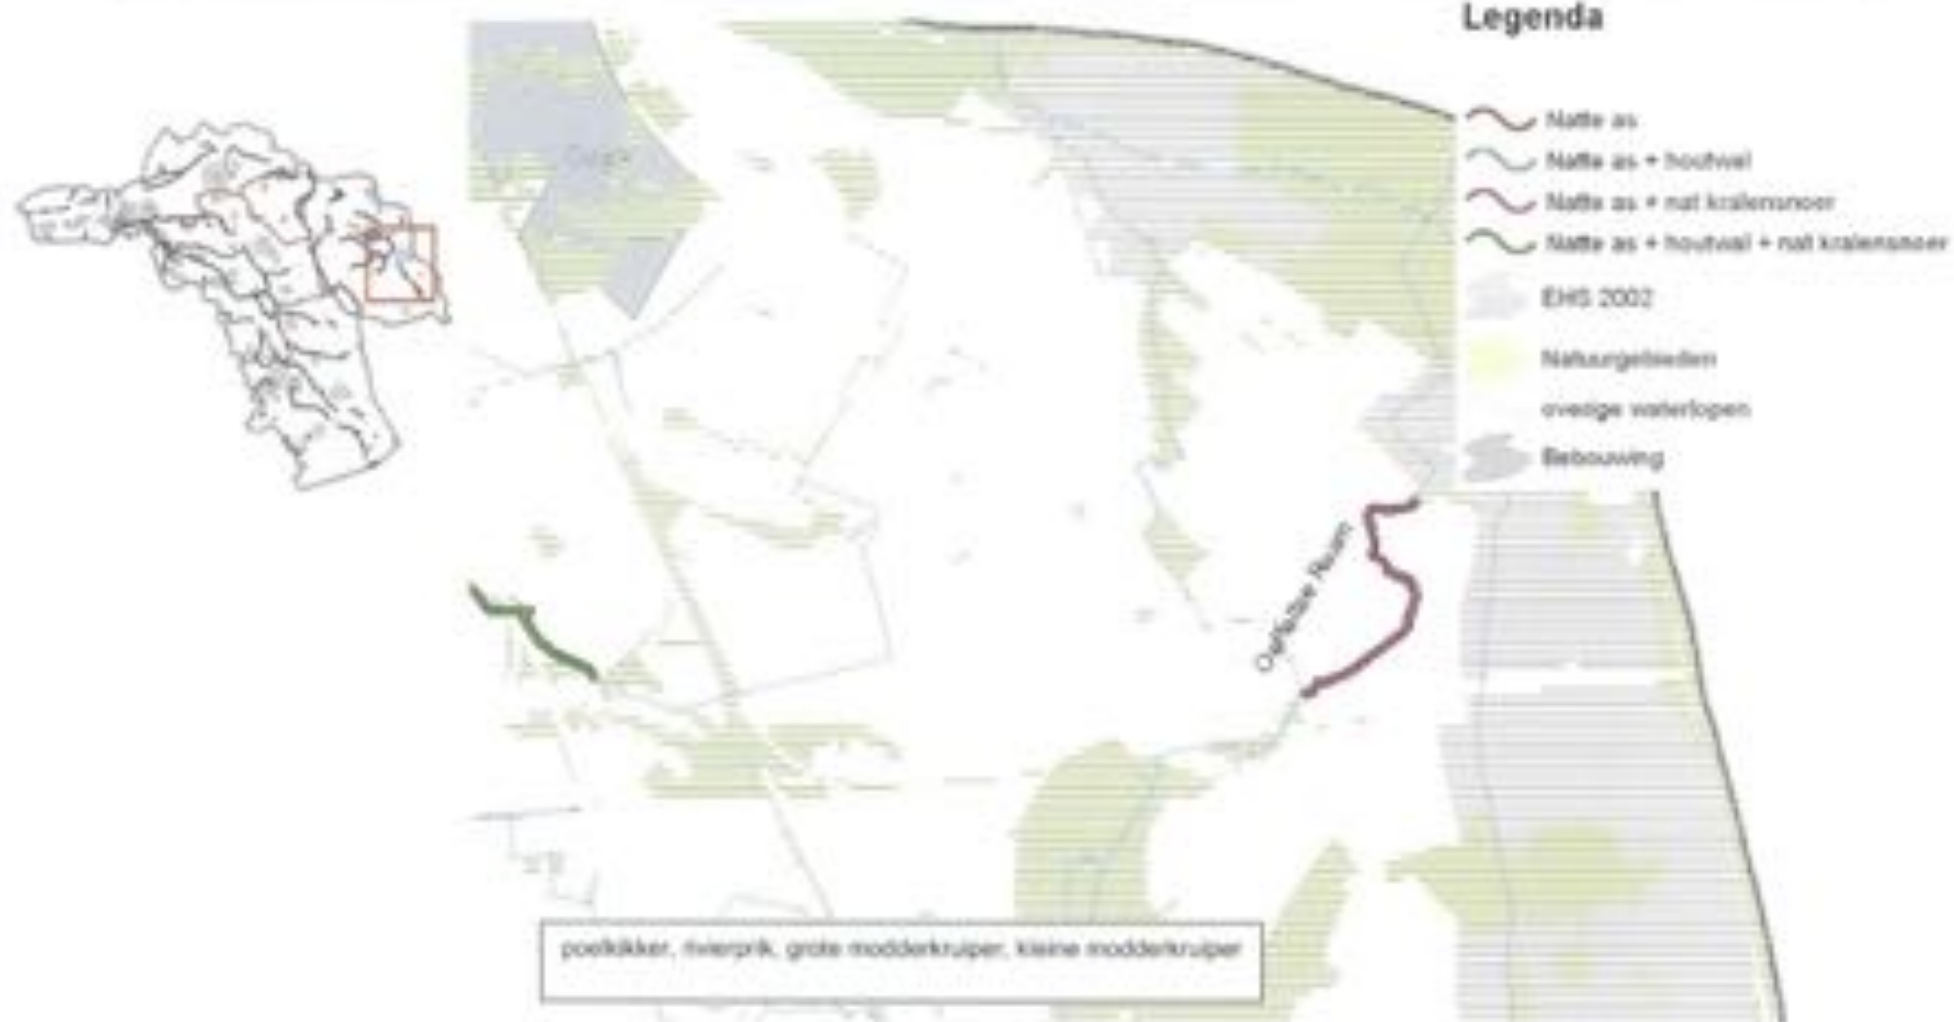 Legenda
Natte as
Natte as + houtwal
Natte as + nat kralensnoer
Natte as + houtwal + nat kralensnoer
EHS 2002
Natuurgebieden
overige waterlopen
Bebouwing
poelkikker, rivierprik, grote modderkruiper, kleine modderkruiper